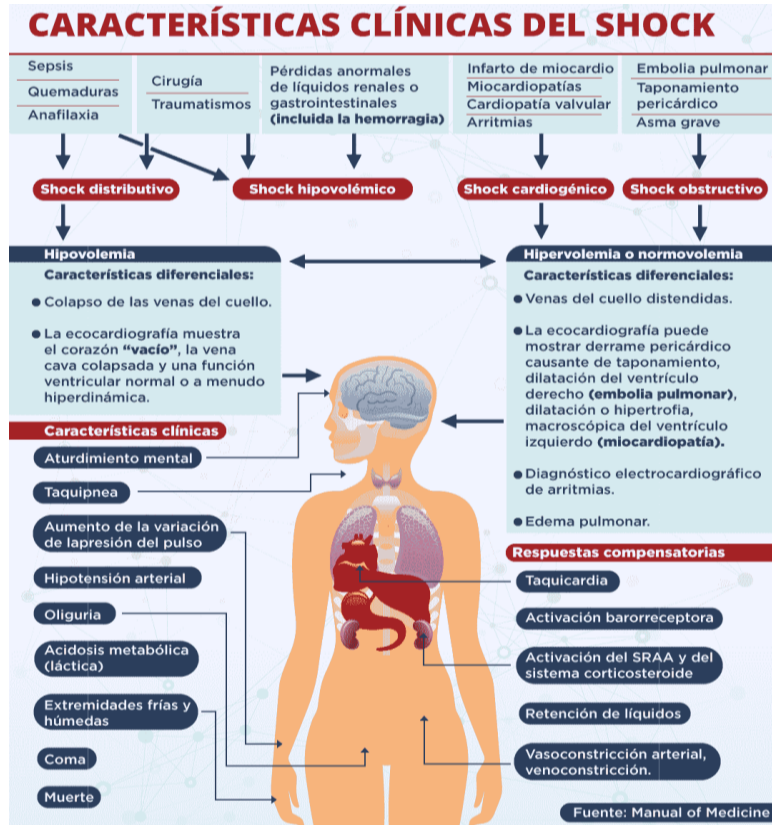 CARACTERÍSTICAS CLÍNICAS DEL SHOCK
Sepsis
Quemaduras
Anafilaxia
Cirugía
Traumatismos
Pérdidas anormales
de líquidos renales o
gastrointestinales
(incluida la hemorragia)
Infarto de miocardio
Miocardiopatías
Cardiopatía valvular
Arritmias
Embolia pulmonar
Taponamiento
pericárdico
Asma grave
Shock distributivo
Shock hipovolémico
Shock cardiogénico
Shock obstructivo
Hipovolemia
Características diferenciales:
● Colapso de las venas del cuello.
● La ecocardiografía muestra
el corazón “vacío”, la vena
cava colapsada y una función
ventricular normal o a menudo
hiperdinámica.
Hipervolemia o normovolemia
Características diferenciales:
● Venas del cuello distendidas.
● La ecocardiografía puede
mostrar derrame pericárdico
causante de taponamiento,
dilatación del ventrículo
derecho (embolia pulmonar),
dilatación o hipertrofia,
macroscópica del ventrículo
izquierdo (miocardiopatía).
● Diagnóstico electrocardiográfico
de arritmias.
● Edema pulmonar.
Características clínicas
Aturdimiento mental
Taquipnea
Aumento de la variación
de lapresión del pulso
Hipotensión arterial
Oliguria
Acidosis metabólica
(láctica)
Extremidades frías y
húmedas
Coma
Muerte
Respuestas compensatorias
Taquicardia
Activación barorreceptora
Activación del SRAA y del
sistema corticosteroide
Retención de líquidos
Vasoconstricción arterial,
venoconstricción.
Fuente: Manual of Medicine